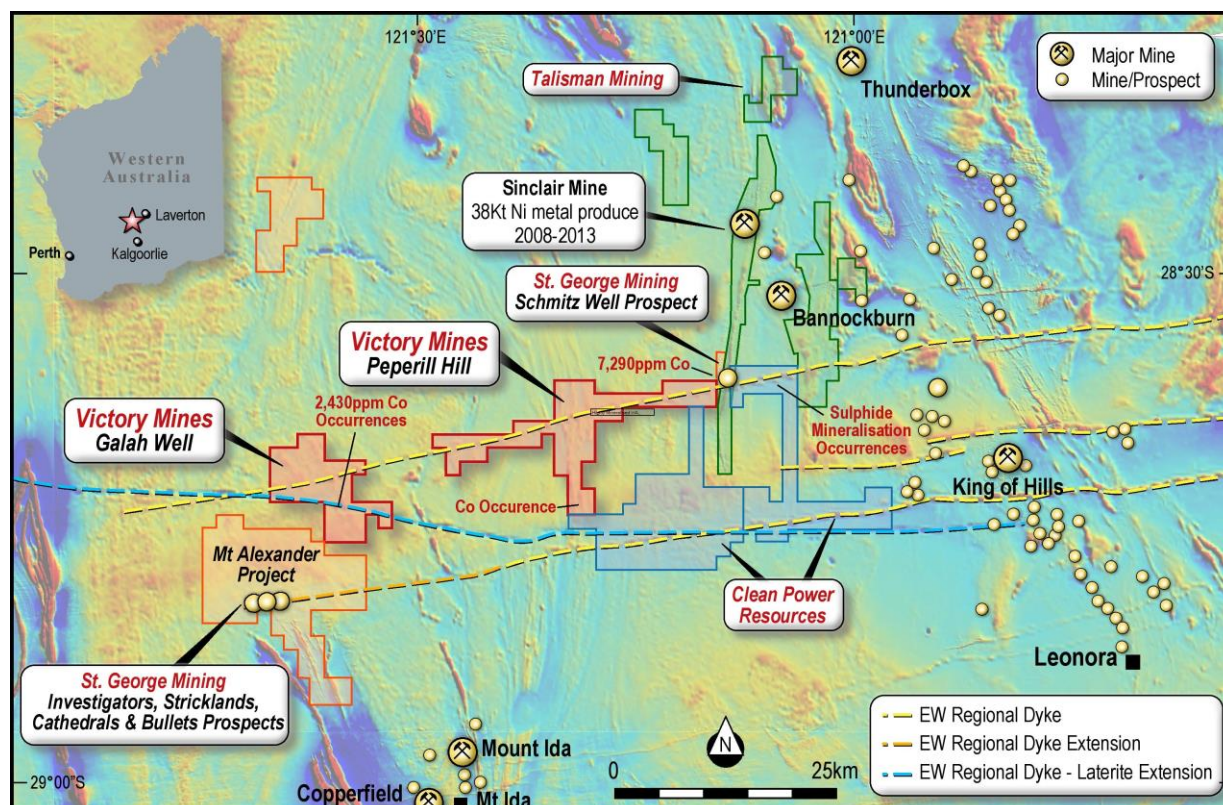 121°30'E
121°00'E
Major Mine
Mine/Prospect
Talisman Mining
Thunderbox
Western
Australia
Laverton
Perth
Kalgoorlie
Sinclair Mine
38Kt Ni metal produce
2008-2013
28°30'S
St. George Mining
Schmitz Well Prospect
Bannockburn
Victory Mines
Peperill Hill
7,290ppm Co
Victory Mines
Galah Well
2,430ppm Co
Occurrences
Sulphide
Mineralisation
Occurrences
King of Hills
Co Occurence
Mt Alexander
Project
Clean Power
Resources
Leonora
St. George Mining
Investigators, Stricklands,
Cathedrals & Bullets Prospects
EW Regional Dyke
EW Regional Dyke Extension
EW Regional Dyke - Laterite Extension
Mount Ida
N
0
25km
29°00'S
Copperfield
Mt Ida